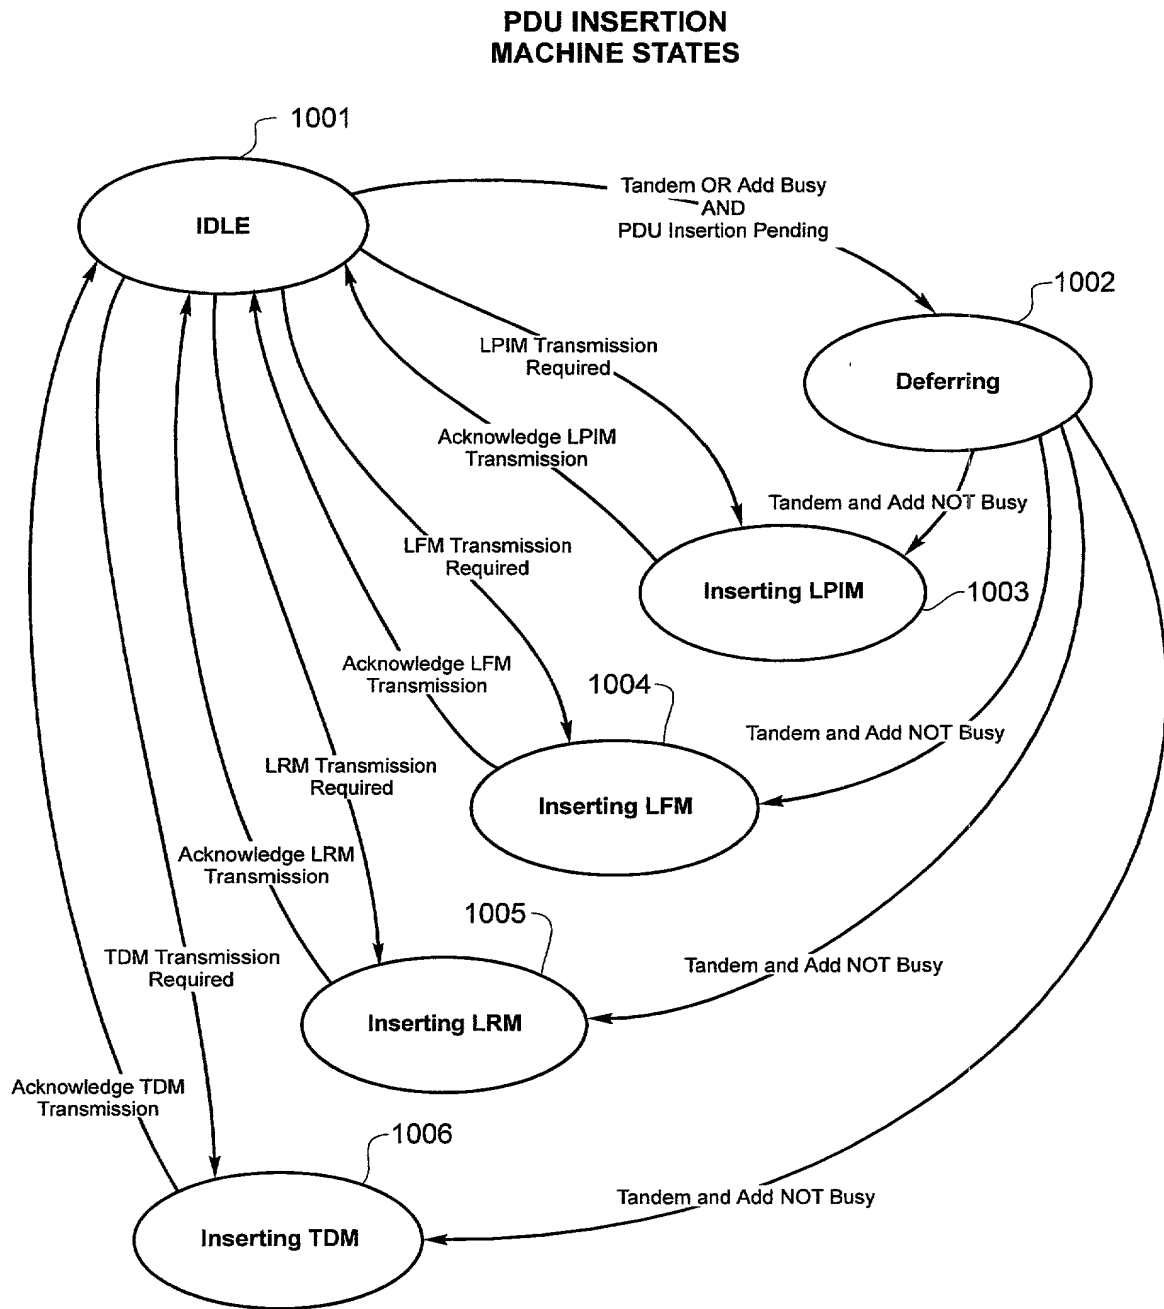 PDU INSERTION
MACHINE STATES
1001
IDLE
Tandem OR Add Busy
AND
PDU Insertion Pending
1002
Deferring
LPIM Transmission
Required
Acknowledge LPIM
Transmission
Tandem and Add NOT Busy
LFM Transmission
Required
Inserting LPIM
1003
Acknowledge LFM
Transmission
1004
Tandem and Add NOT Busy
LRM Transmission
Required
Inserting LFM
Acknowledge LRM
Transmission
1005
TDM Transmission
Required
Tandem and Add NOT Busy
Inserting LRM
Acknowledge TDM
Transmission
1006
Tandem and Add NOT Busy
Inserting TDM